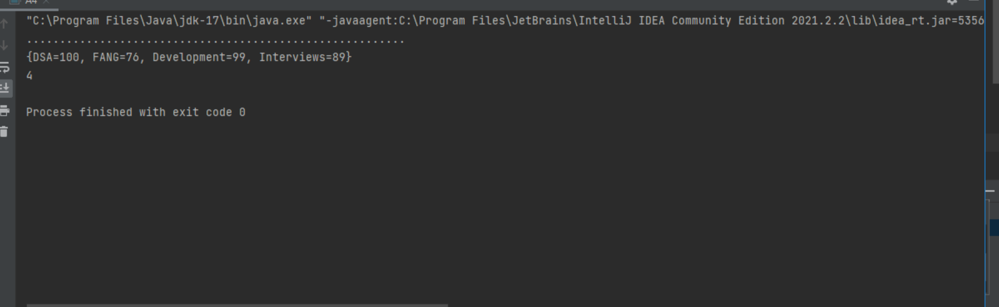 A4
"C:\Program Files\Java\jdk-17\bin\java.exe" "-javaagent:C:\Program Files\JetBrains\IntelliJ IDEA Community Edition 2021.2.2\lib\idea_rt.jar=5356
.........................................................
{DSA=100, FANG=76, Development=99, Interviews=89}
4
Process finished with exit code 0